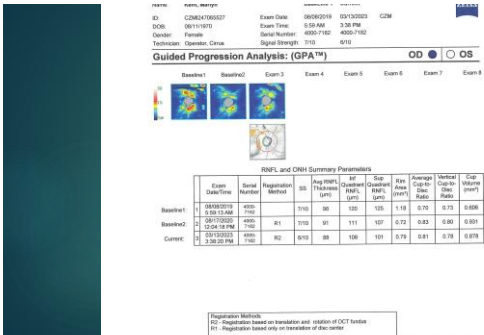 ID: CZMI247065527 Exam Date: 08/08/2019 03/13/2023 CZM
DOB: 08/11/1970 Exam Time: 5:59 AM 3:38 PM
Gender: Female Serial Number: 4000-7182 4000-7182
Technician: Operator, Cirrus Signal Strength: 7/10 6/10
Guided Progression Analysis: (GPA™) OD OS
Baseline1 Baseline2 Exam 3 Exam 4 Exam 5 Exam 6 Exam 7 Exam 8
RNFL and ONH Summary Parameters
Exam Date/Time Serial Number Registration Method SS Avg RNFL Thickness (µm) Inf Quadrant RNFL (µm) Sup Quadrant RNFL (µm) Rim Area (mm²) Average Cup-to-Disc Ratio Vertical Cup-to-Disc Ratio Cup Volume (mm³)
Baseline1: 1 08/08/2019 5:59:13 AM 4000-7182 7/10 96 120 125 1.18 0.70 0.73 0.606
Baseline2: 2 08/17/2020 12:04:18 PM 4000-7182 R1 7/10 91 111 107 0.72 0.83 0.80 0.931
Current: 3 03/13/2023 3:38:20 PM 4000-7182 R2 6/10 88 108 101 0.79 0.81 0.78 0.878
Registration Methods
R2 - Registration based on translation and rotation of OCT fundus
R1 - Registration based only on translation of disc center